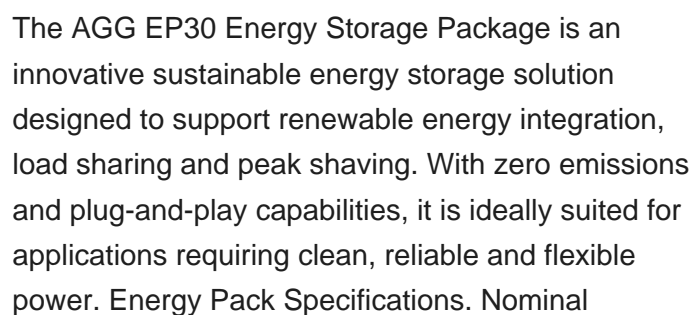 The AGG EP30 Energy Storage Package is an
innovative sustainable energy storage solution
designed to support renewable energy integration,
load sharing and peak shaving. With zero emissions
and plug-and-play capabilities, it is ideally suited for
applications requiring clean, reliable and flexible
power. Energy Pack Specifications. Nominal